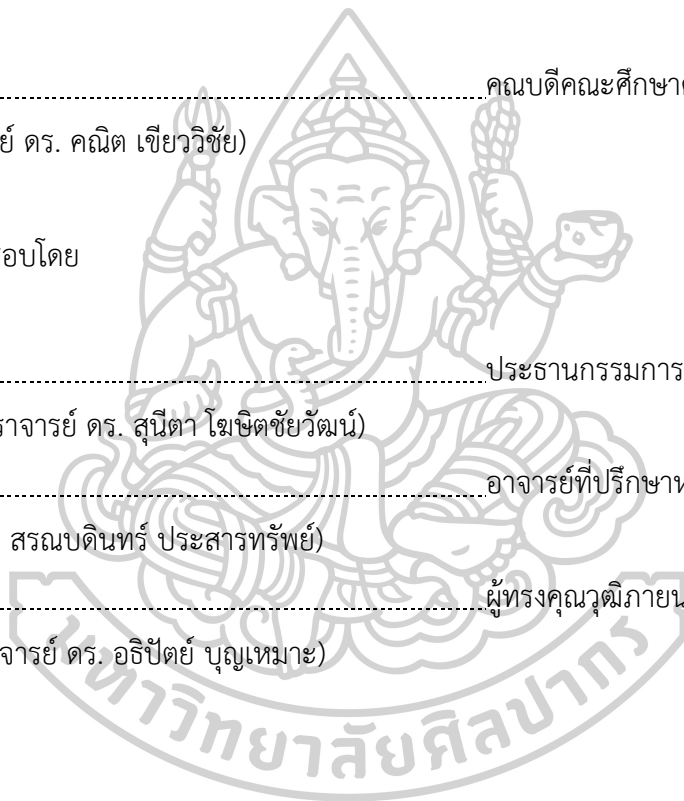 คณบดีคณะศึกษา
ย์ ดร. คณิต เขียววิชัย)
อบโดย
ประธานกรรมการ
ราจารย์ ดร. สุนีตา โฆษิตชัยวัฒน์)
อาจารย์ที่ปรึกษา
สรณบดินทร์ ประสารทรัพย์)
ผู้ทรงคุณวุฒิภาย
จารย์ ดร. อธิปัตย์ บุญเหมาะ)
มหาวิทยาลัยศิลปากร